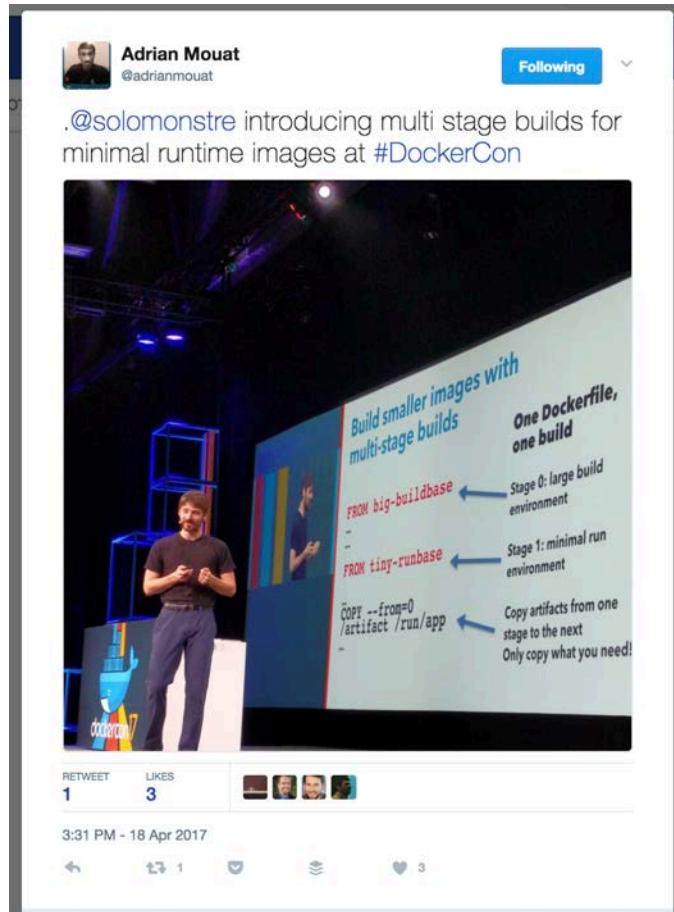 Adrian Mouat
@adrianmouat
Following
.@solomonstre introducing multi stage builds for
minimal runtime images at #DockerCon
Build smaller images with
multi-stage builds
One Dockerfile,
one build
FROM big-buildbase
Stage 0: large build
environment
...
...
FROM tiny-runbase
Stage 1: minimal run
environment
...
COPY --from=0
/artifact /run/app
...
Copy artifacts from one
stage to the next
Only copy what you need!
dockercon17
RETWEET
1
LIKES
3
3:31 PM - 18 Apr 2017
1
3